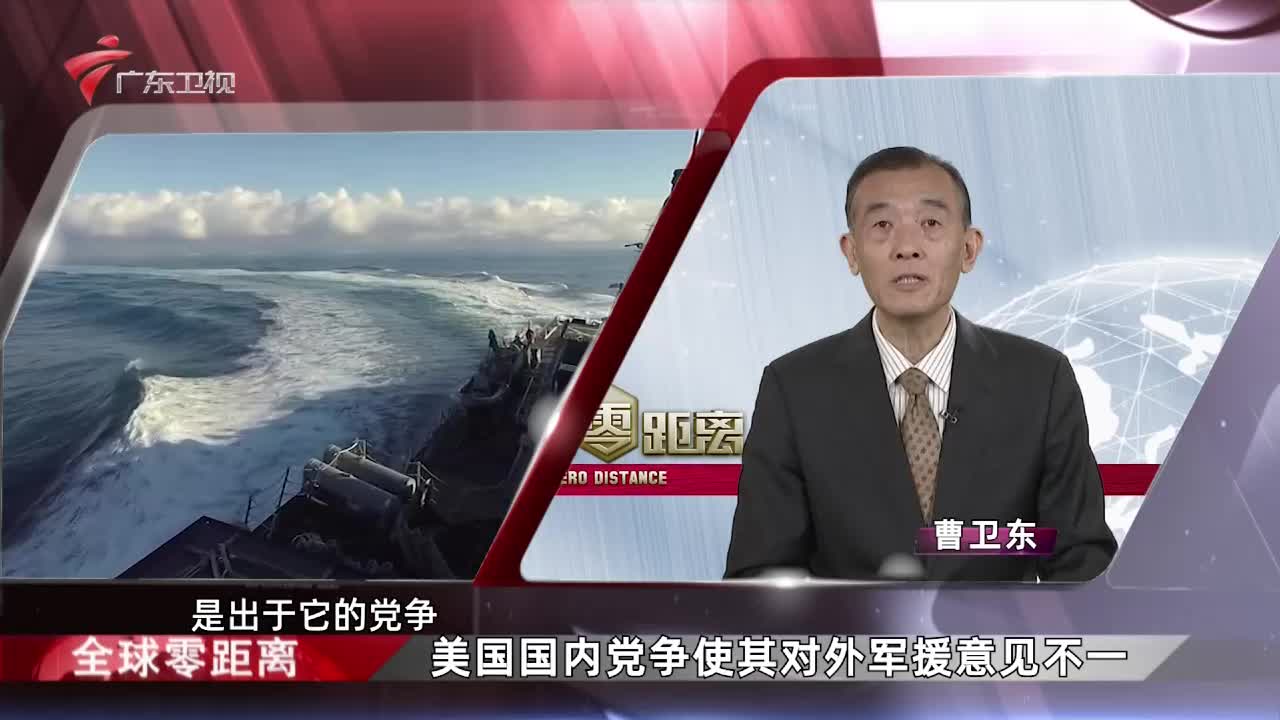 广东卫视
零距离
ERO DISTANCE
曹卫东
是出于它的党争
全球零距离
美国国内党争使其对外军援意见不一